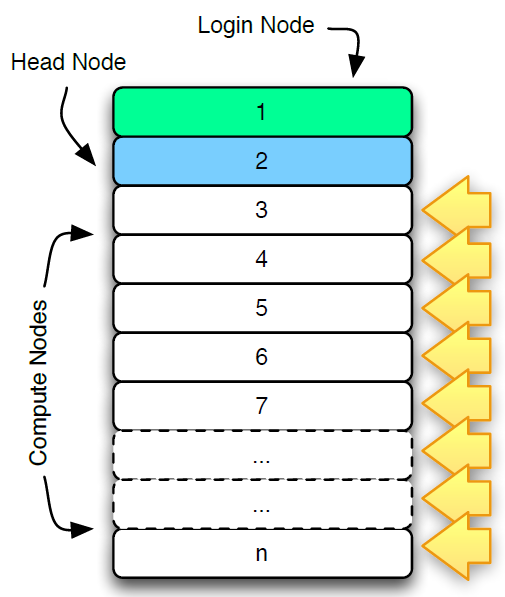 Login Node
Head Node
1
2
3
4
5
6
7
...
...
n
Compute Nodes